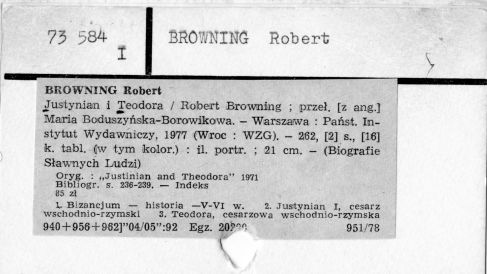 73 584
I
BROWNING Robert
BROWNING Robert
Justynian i Teodora / Robert Browning ; przeł. [z ang.]
Maria Boduszyńska-Borowikowa. — Warszawa : Państ. In-
stytut Wydawniczy, 1977 (Wroc : WZG). — 262, [2] s., [16]
k. tabl. (w tym kolor.) : il. portr. ; 21 cm. — (Biografie
Sławnych Ludzi)
Oryg. : „Justinian and Theodora" 1971
Bibliogr. s. 236-239. — Indeks
85 zł
1. Bizancjum — historia —V-VI w. 2. Justynian I, cesarz
wschodnio-rzymski 3. Teodora, cesarzowa wschodnio-rzymska
940+956+962]"04/05":92 Egz. 951/78